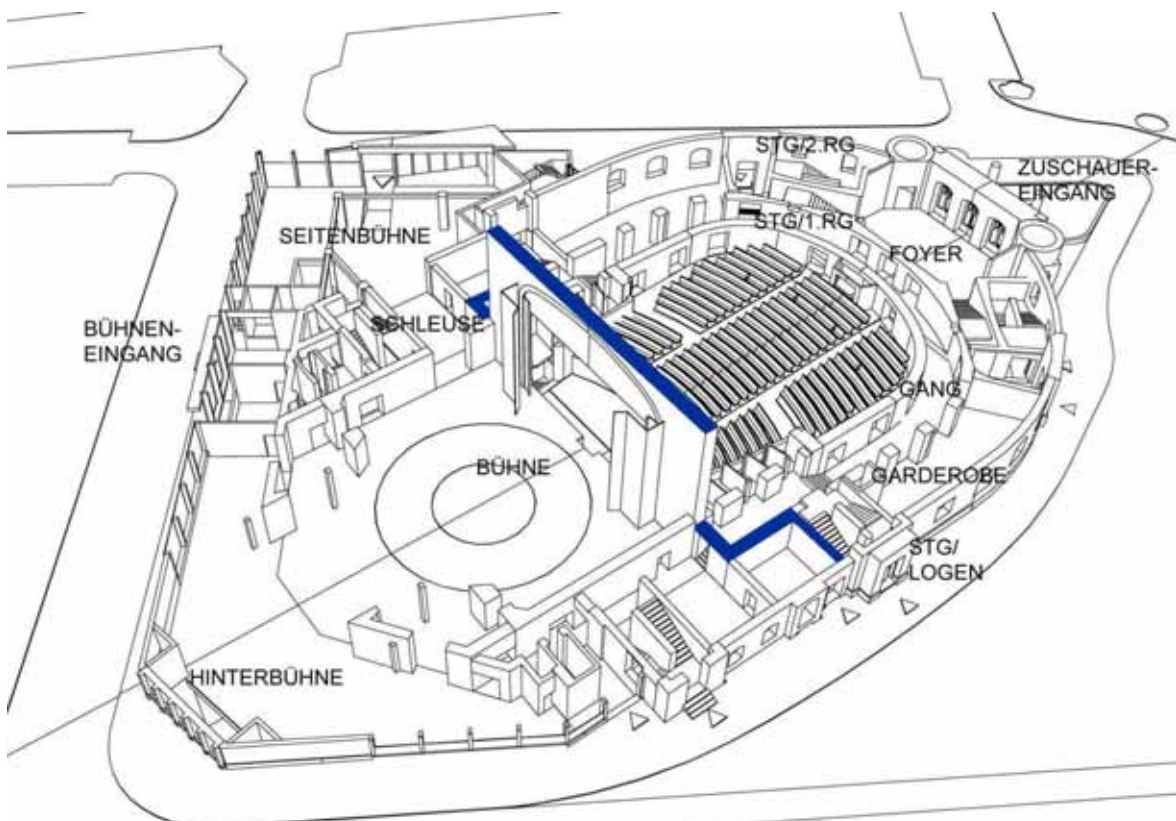 STG/2.RG
ZUSCHAUER-
EINGANG
STG/1.RG
SEITENBÜHNE
FOYER
SCHLEUSE
BÜHNEN-
EINGANG
GANG
BÜHNE
GARDEROBE
STG/
LOGEN
HINTERBÜHNE